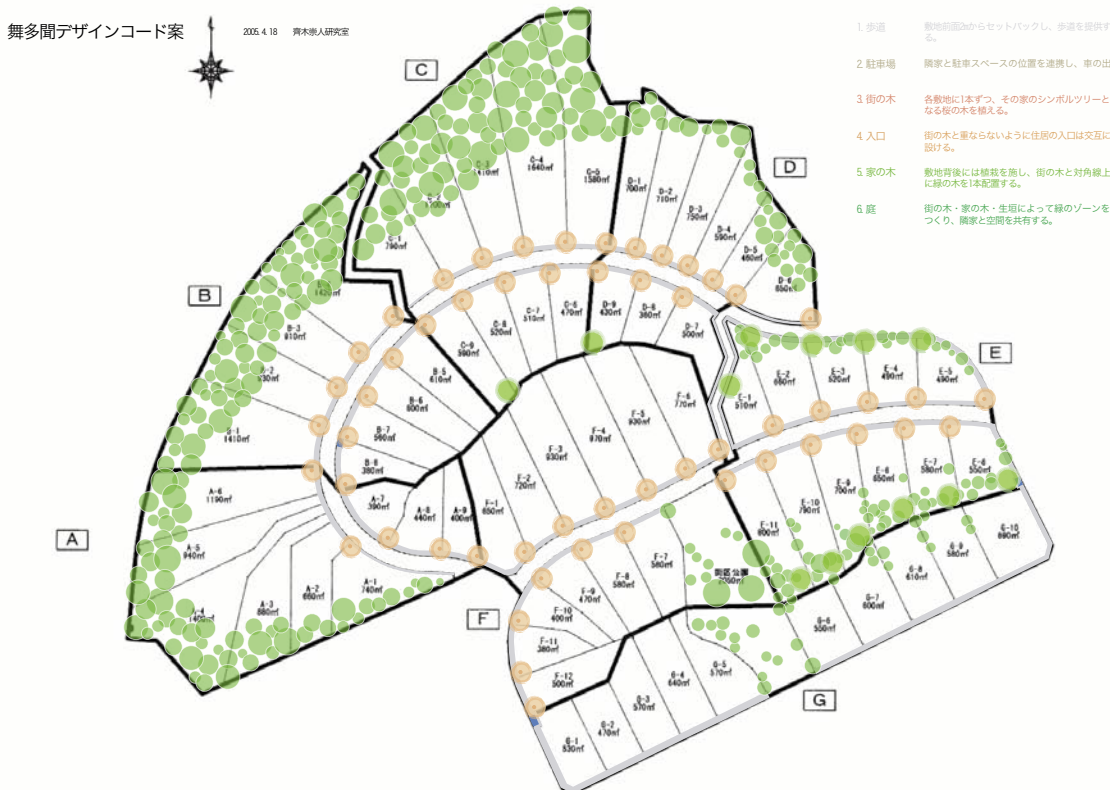 舞多聞デザインコード案
2005. 4. 18 齊木崇人研究室
1. 歩道 敷地前面2mからセットバックし、歩道を提供す
る。
2. 駐車場 隣家と駐車スペースの位置を連携し、車の出
3. 街の木 各敷地に1本ずつ、その家のシンボルツリーと
なる桜の木を植える。
4. 入口 街の木と重ならないように住居の入口は交互に
設ける。
5. 家の木 敷地背後には植栽を施し、街の木と対角線上
に緑の木を1本配置する。
6. 庭 街の木・家の木・生垣によって緑のゾーンを
つくり、隣家と空間を共有する。
C
D
B
E
A
F
G
C-4
1640㎡
C-5
1580㎡
C-1
790㎡
D-1
700㎡
D-2
710㎡
D-3
750㎡
D-4
590㎡
D-5
460㎡
D-6
650㎡
B-3
810㎡
1410㎡
C-9
590㎡
C-8
520㎡
C-7
510㎡
C-6
470㎡
D-9
430㎡
D-8
360㎡
D-7
500㎡
B-5
610㎡
B-6
600㎡
B-7
560㎡
B-8
380㎡
E-1
510㎡
E-2
660㎡
E-3
520㎡
E-4
490㎡
E-5
490㎡
F-6
770㎡
F-5
930㎡
F-4
970㎡
F-3
930㎡
F-2
720㎡
F-1
650㎡
A-6
1190㎡
A-5
940㎡
A-4
1400㎡
A-3
880㎡
A-2
660㎡
A-1
740㎡
A-7
390㎡
A-8
440㎡
A-9
400㎡
E-6
550㎡
E-7
580㎡
E-8
650㎡
E-9
700㎡
E-10
790㎡
E-11
800㎡
F-7
580㎡
F-8
580㎡
F-9
470㎡
F-10
400㎡
F-11
380㎡
F-12
500㎡
街区公園
G-10
890㎡
G-9
580㎡
G-8
610㎡
G-7
600㎡
G-6
550㎡
G-5
570㎡
G-4
640㎡
G-3
570㎡
G-2
470㎡
G-1
530㎡